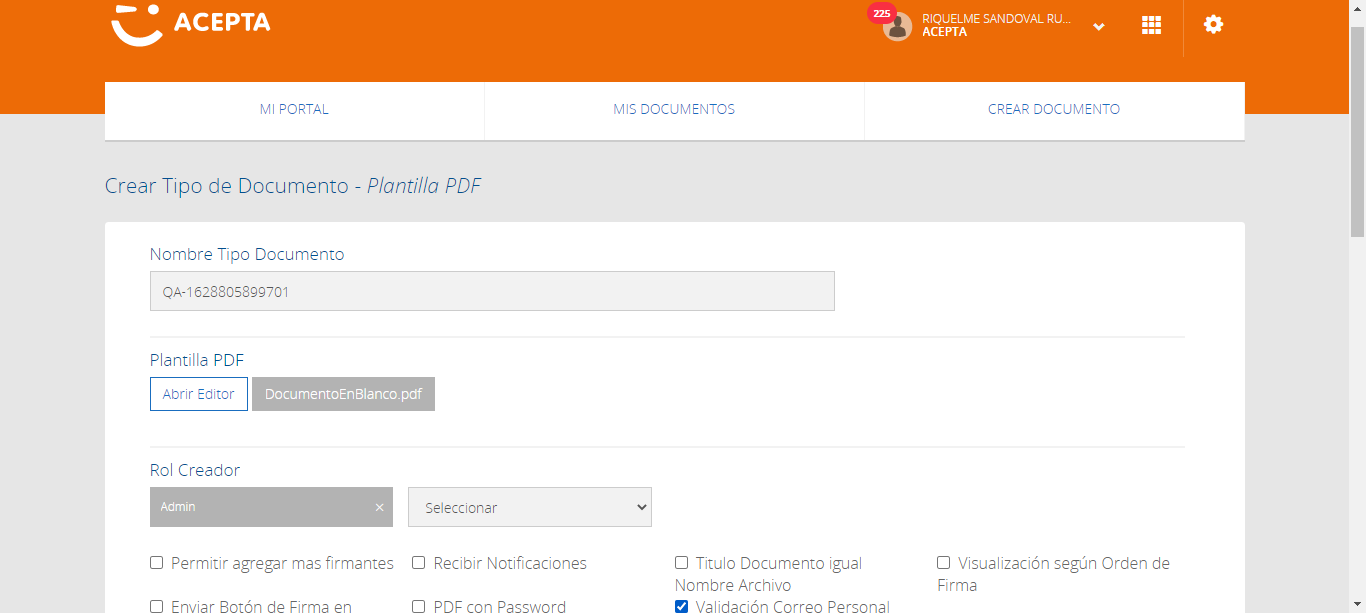 ACEPTA
225
RIQUELME SANDOVAL RU...
ACEPTA
MI PORTAL
MIS DOCUMENTOS
CREAR DOCUMENTO
Crear Tipo de Documento - Plantilla PDF
Nombre Tipo Documento
QA-1628805899701
Plantilla PDF
Abrir Editor
DocumentoEnBlanco.pdf
Rol Creador
Admin ×
Seleccionar
Permitir agregar mas firmantes
Recibir Notificaciones
Titulo Documento igual
Nombre Archivo
Visualización según Orden de
Firma
Enviar Botón de Firma en
PDF con Password
Validación Correo Personal